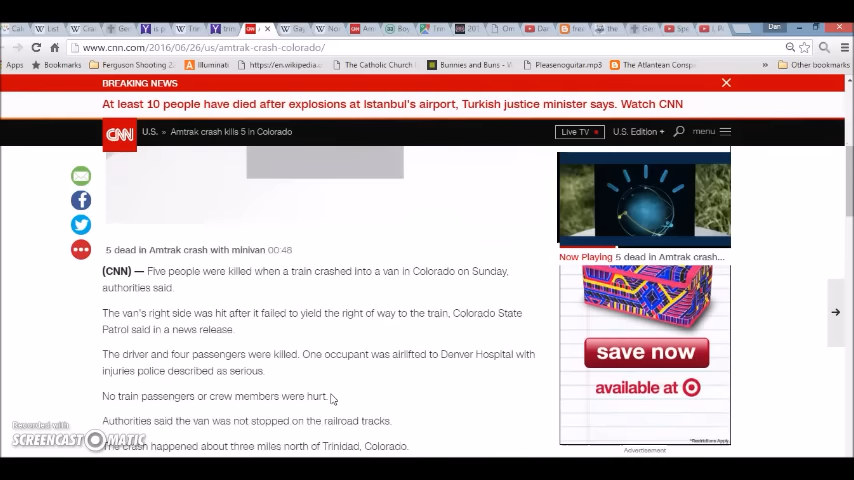 www.cnn.com/2016/06/26/us/amtrak-crash-colorado/
Apps Bookmarks Ferguson Shooting 2 Illuminati https://en.wikipedia. The Catholic Church Bunnies and Buns - W Pleasenoguitar.mp3 The Atlantean Consp » Other bookmarks
BREAKING NEWS
At least 10 people have died after explosions at Istanbul's airport, Turkish justice minister says. Watch CNN
CNN U.S. » Amtrak crash kills 5 in Colorado Live TV U.S. Edition + menu
5 dead in Amtrak crash with minivan 00:48
Now Playing 5 dead in Amtrak crash...
(CNN) — Five people were killed when a train crashed into a van in Colorado on Sunday,
authorities said.
The van's right side was hit after it failed to yield the right of way to the train, Colorado State
Patrol said in a news release.
The driver and four passengers were killed. One occupant was airlifted to Denver Hospital with
injuries police described as serious.
No train passengers or crew members were hurt.
Authorities said the van was not stopped on the railroad tracks.
The crash happened about three miles north of Trinidad, Colorado.
save now
available at
*Restrictions Apply
Advertisement
Recorded with
SCREENCAST MATIC